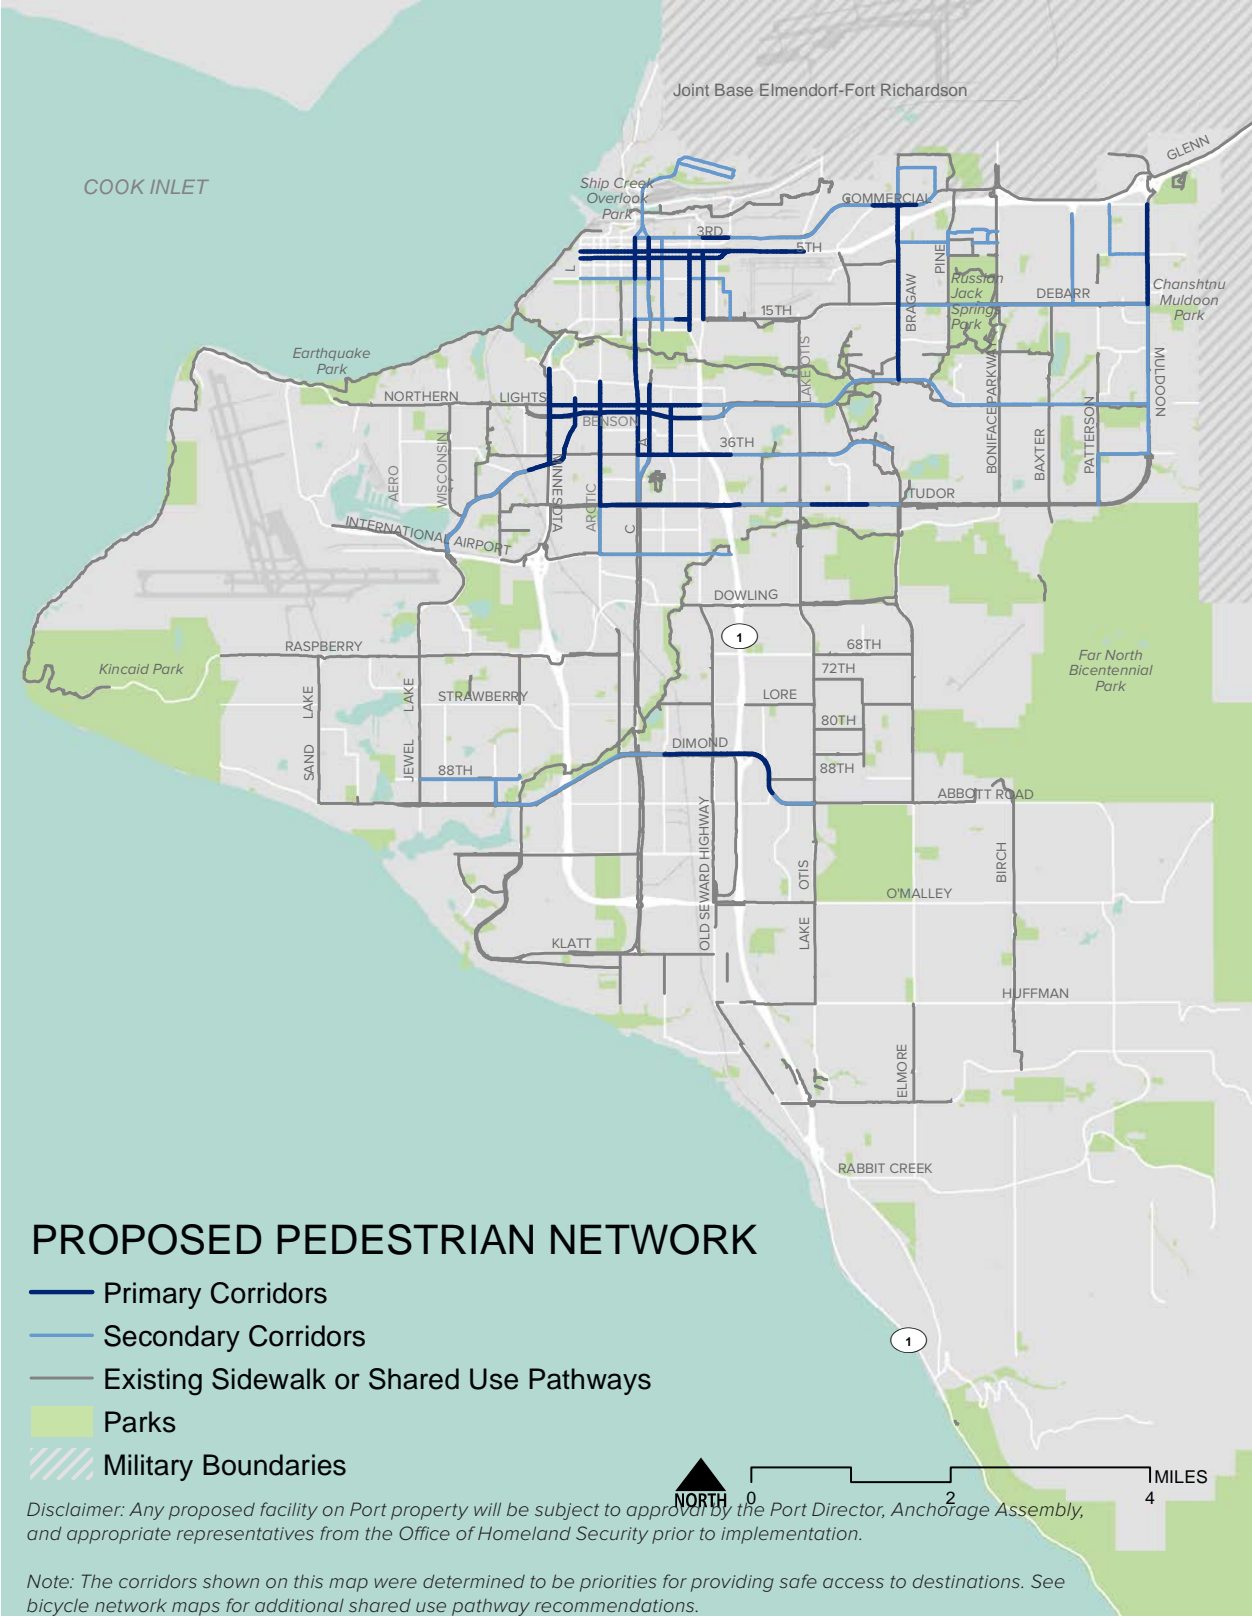 Joint Base Elmendorf-Fort Richardson
GLENN
COOK INLET
Ship Creek
Overlook
Park
COMMERCIAL
3RD
5TH
L
PINE
BRAGAW
Russian
Jack
Springs
Park
DEBARR
Chanshtnu
Muldoon
Park
15TH
Earthquake
Park
LAKE OTIS
BONIFACE PARKWAY
MULDOON
NORTHERN
LIGHTS
BENSON
PATTERSON
BAXTER
36TH
A
WISCONSIN
AERO
MINNESOTA
ARCTIC
C
TUDOR
INTERNATIONAL AIRPORT
DOWLING
1
RASPBERRY
68TH
Kincaid Park
72TH
Far North
Bicentennial
Park
SAND LAKE
JEWEL LAKE
STRAWBERRY
LORE
80TH
DIMOND
88TH
88TH
ABBOTT ROAD
OLD SEWARD HIGHWAY
BIRCH
LAKE OTIS
O'MALLEY
KLATT
HUFFMAN
ELMORE
RABBIT CREEK
1
PROPOSED PEDESTRIAN NETWORK
Primary Corridors
Secondary Corridors
Existing Sidewalk or Shared Use Pathways
Parks
Military Boundaries
NORTH
0 2 4 MILES
Disclaimer: Any proposed facility on Port property will be subject to approval by the Port Director, Anchorage Assembly,
and appropriate representatives from the Office of Homeland Security prior to implementation.
Note: The corridors shown on this map were determined to be priorities for providing safe access to destinations. See
bicycle network maps for additional shared use pathway recommendations.